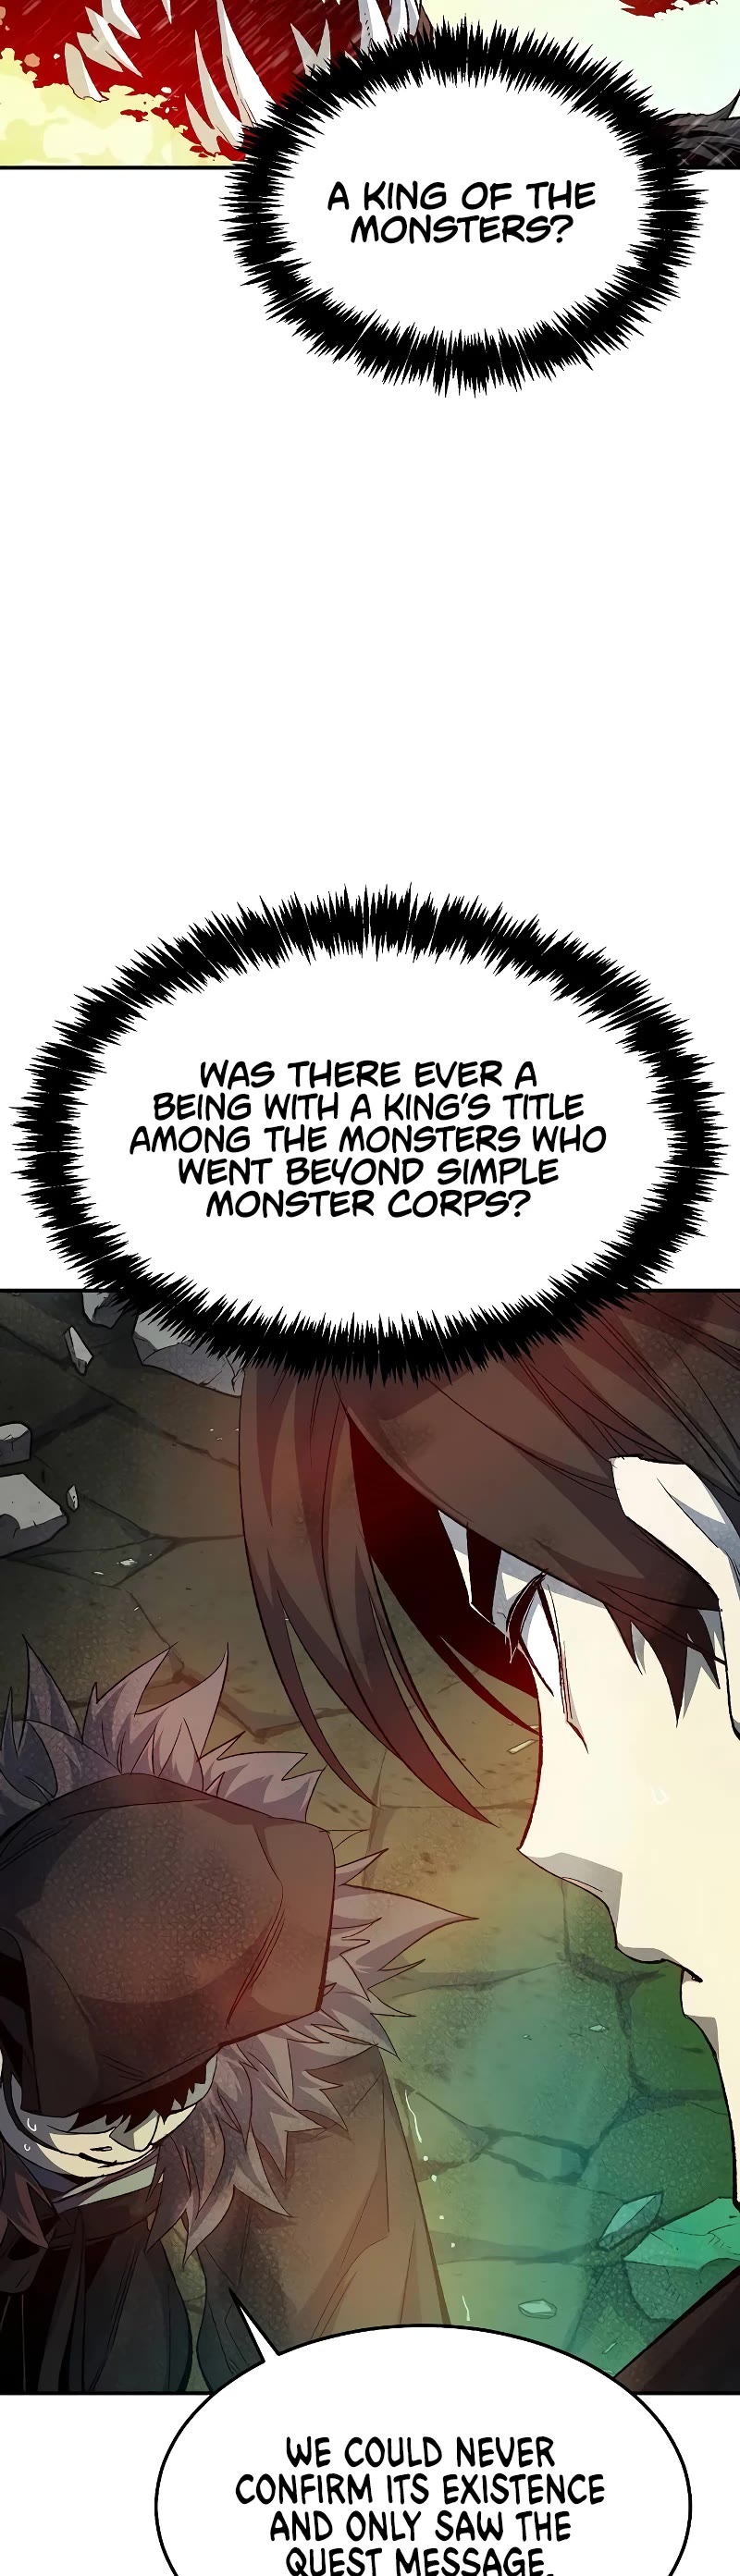 A KING OF THE
MONSTERS?
WAS THERE EVER A
BEING WITH A KING'S TITLE
AMONG THE MONSTERS WHO
WENT BEYOND SIMPLE
MONSTER CORPS?
WE COULD NEVER
CONFIRM ITS EXISTENCE
AND ONLY SAW THE
QUEST MESSAGE.